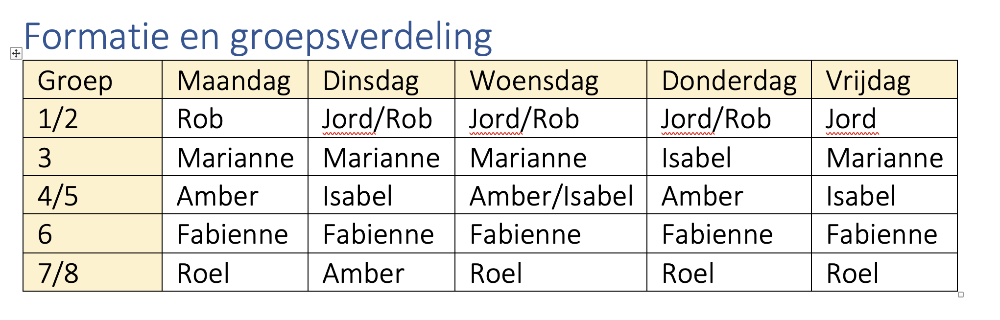 Formatie en groepsverdeling
Groep Maandag Dinsdag Woensdag Donderdag Vrijdag
1/2 Rob Jord/Rob Jord/Rob Jord/Rob Jord
3 Marianne Marianne Marianne Isabel Marianne
4/5 Amber Isabel Amber/Isabel Amber Isabel
6 Fabienne Fabienne Fabienne Fabienne Fabienne
7/8 Roel Amber Roel Roel Roel